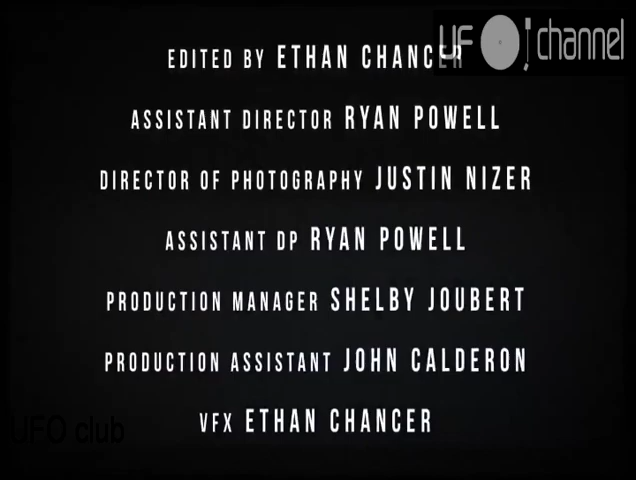 EDITED BY ETHAN CHANCER
UFO channel
ASSISTANT DIRECTOR RYAN POWELL
DIRECTOR OF PHOTOGRAPHY JUSTIN NIZER
ASSISTANT DP RYAN POWELL
PRODUCTION MANAGER SHELBY JOUBERT
PRODUCTION ASSISTANT JOHN CALDERON
VFX ETHAN CHANCER
UFO club